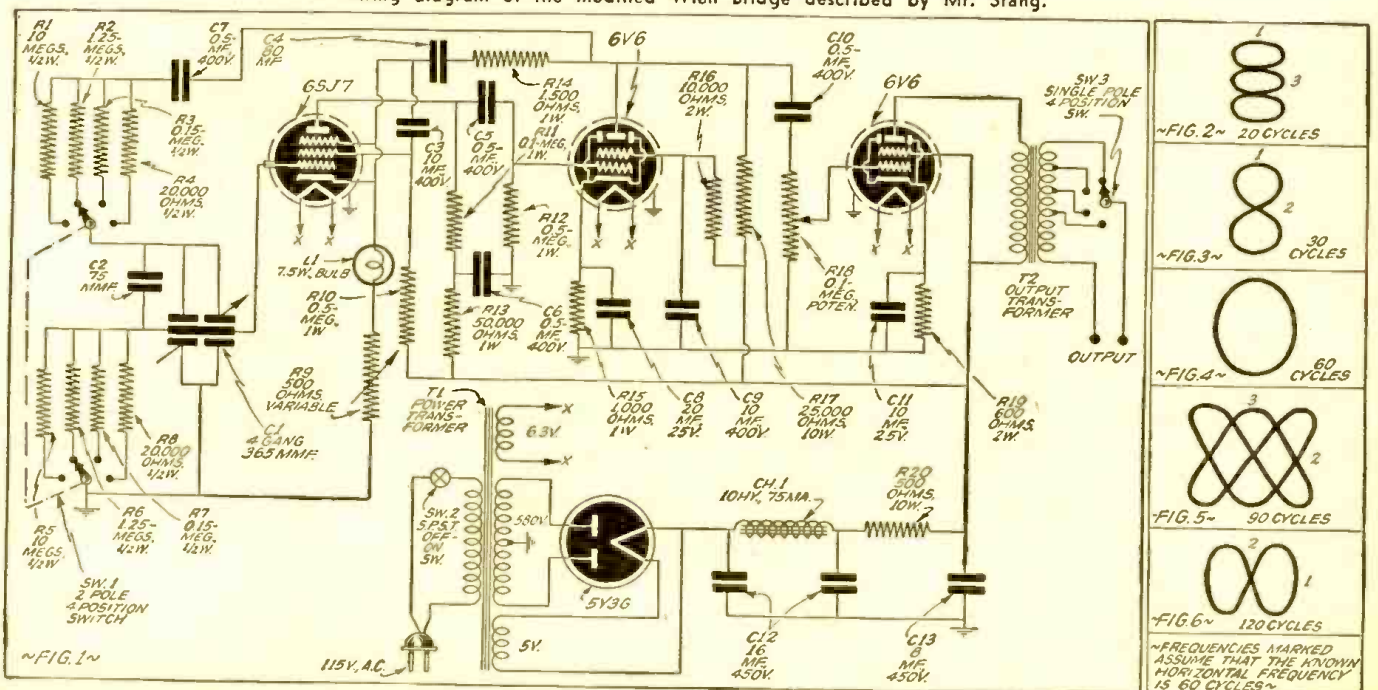 diagram of the modified Wien bridge described by Mr. Stang.
R1
10
MEGS.
1/2W.
R2
1.25-
MEGS.
1/2W.
C7
0.5-
MF.
400V.
R3
0.15-
MEG.
1/2W.
R4
20,000
OHMS.
1/2W.
C2
75
MMF.
6SJ7
C4
80
MF.
C3
10
MF.
400V.
R14
1,500
OHMS.
1W.
C5
0.5-
MF.
400V.
R11
0.1-MEG.
1W.
R12
0.5-
MEG.
1W.
6V6
R16
10,000
OHMS,
2W.
C10
0.5-
MF.
400V.
6V6
SW.3
SINGLE POLE
4 POSITION
SW.
L1
7.5W. BULB
R10
0.5-
MEG.
1W
R13
50,000
OHMS
1W
C6
0.5-
MF.
400V.
R18
0.1-
MEG.
POTEN.
T2
OUTPUT
TRANS-
FORMER
OUTPUT
X
X
X
X
X
X
R9
500
OHMS
VARIABLE
C1
4 GANG
365 MMF.
R8
20,000
OHMS.
1/2W.
R5
10
MEGS.
1/2W
R6
1.25-
MEGS.
1/2W.
R7
0.15-
MEG.
1/2W.
SW.1
2 POLE
4 POSITION
SWITCH
T1
POWER
TRANS-
FORMER
R15
1,000
OHMS,
1W
C8
20
MF.
25V.
C9
10
MF.
400V.
R17
25,000
OHMS,
10W.
C11
10
MF.
25V.
R19
600
OHMS,
2W.
6.3V.
X
X
SW.2
S.P.S.T.
OFF-
ON
SW.
580V.
5V.
5Y3G
CH.1
10HY., 75MA.
R20
500
OHMS,
10W.
C12
16
MF.
450V.
C13
8
MF.
450V.
115V., A.C.
~FIG.1~
1
3
~FIG.2~ 20 CYCLES
1
2
~FIG.3~ 30
CYCLES
~FIG.4~ 60
CYCLES
3
2
~FIG.5~ 90 CYCLES
2
1
~FIG.6~ 120 CYCLES
~FREQUENCIES MARKED
ASSUME THAT THE KNOWN
HORIZONTAL FREQUENCY
IS 60 CYCLES~